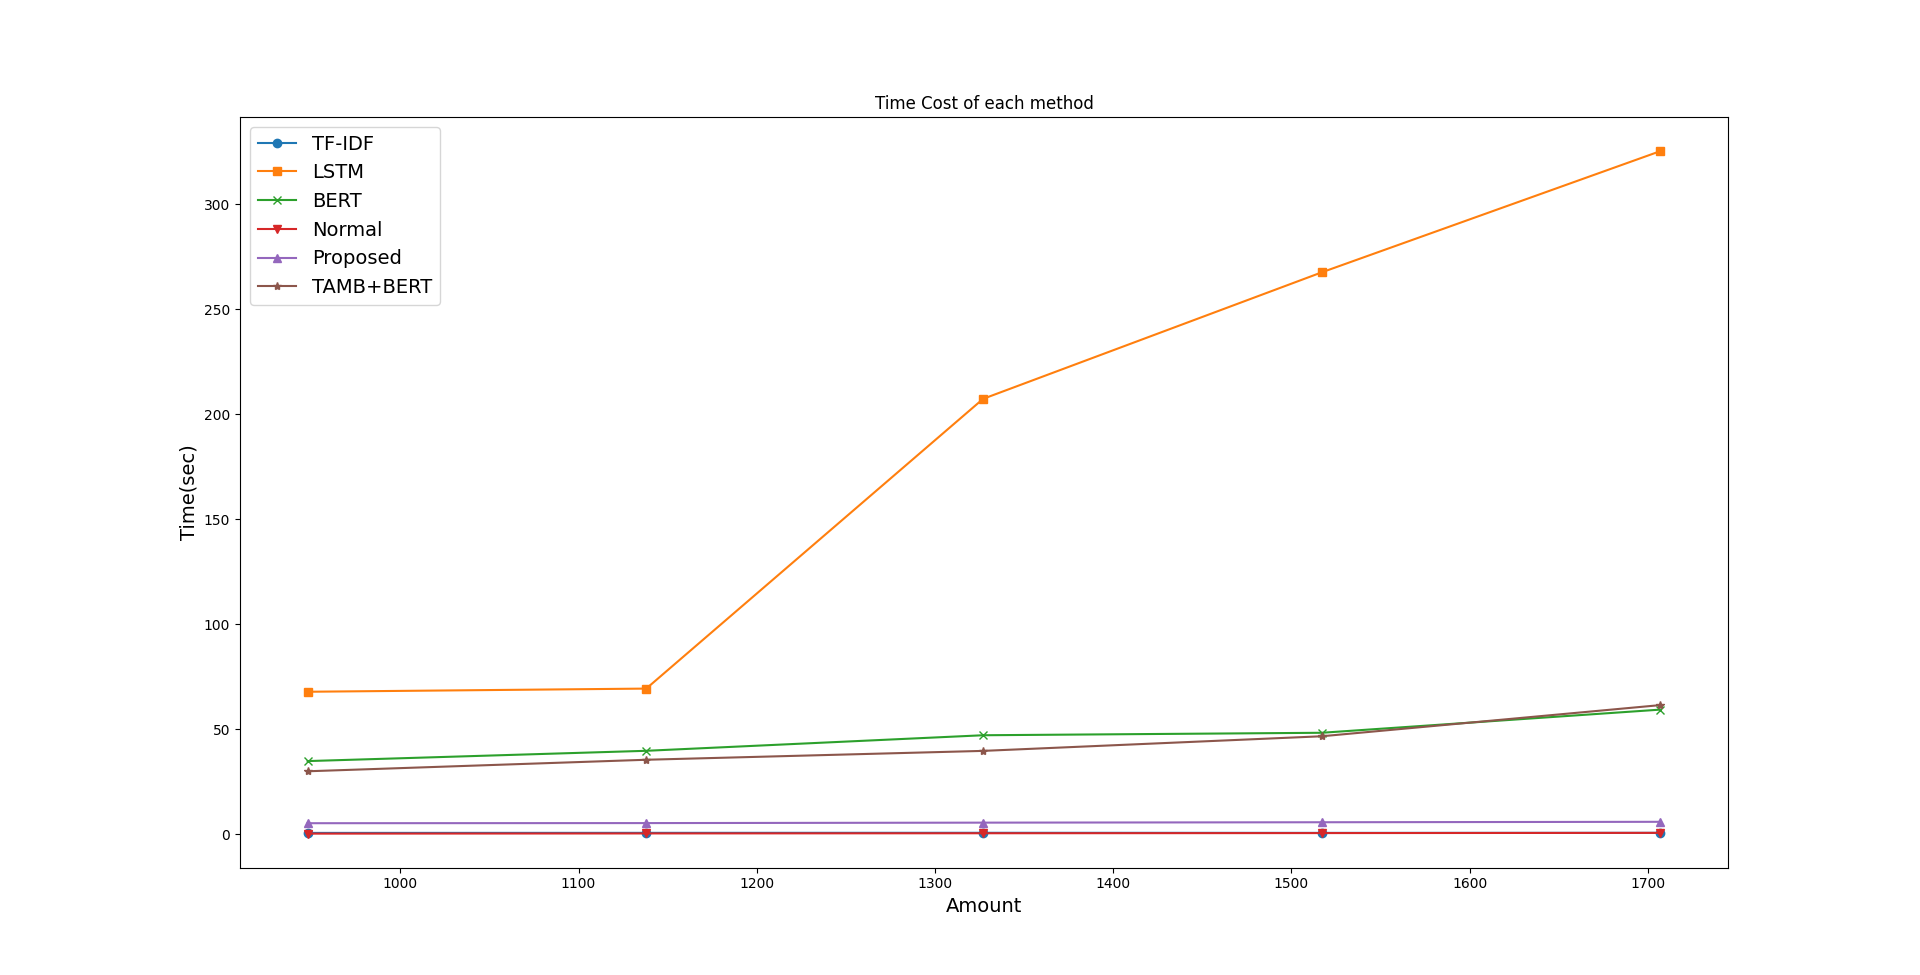 Time Cost of each method
TF-IDF
LSTM
BERT
Normal
Proposed
TAMB+BERT
300
250
200
150
100
50
0
Time(sec)
1000 1100 1200 1300 1400 1500 1600 1700
Amount